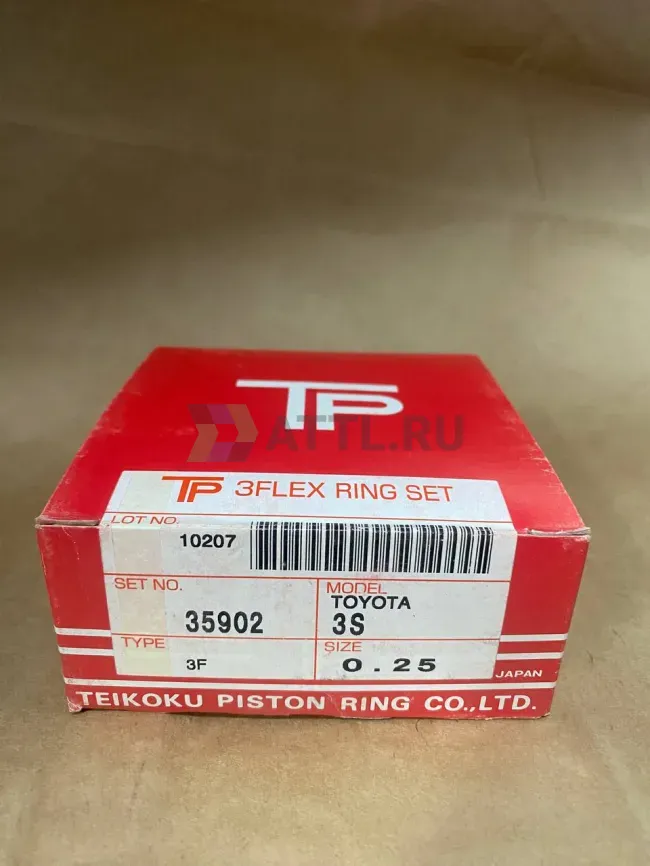 TP
ATTL.RU
TP 3FLEX RING SET
LOT NO.
10207
SET NO.
35902
MODEL
TOYOTA
3S
TYPE
3F
SIZE
0.25
JAPAN
TEIKOKU PISTON RING CO.,LTD.